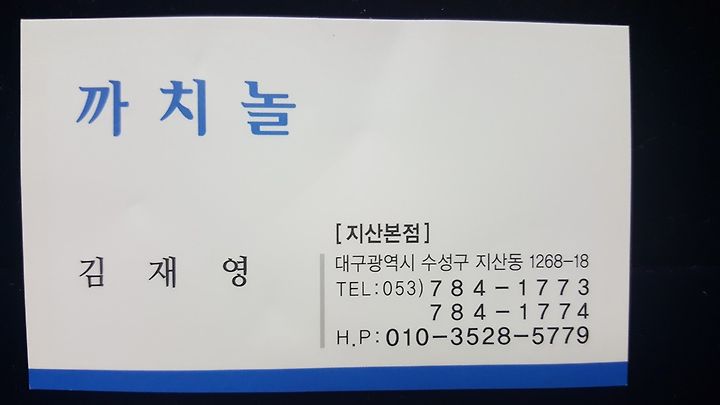 까치놀
김재영
[지산본점]
대구광역시 수성구 지산동 1268-18
TEL:053) 784-1773
784-1774
H.P: 010-3528-5779